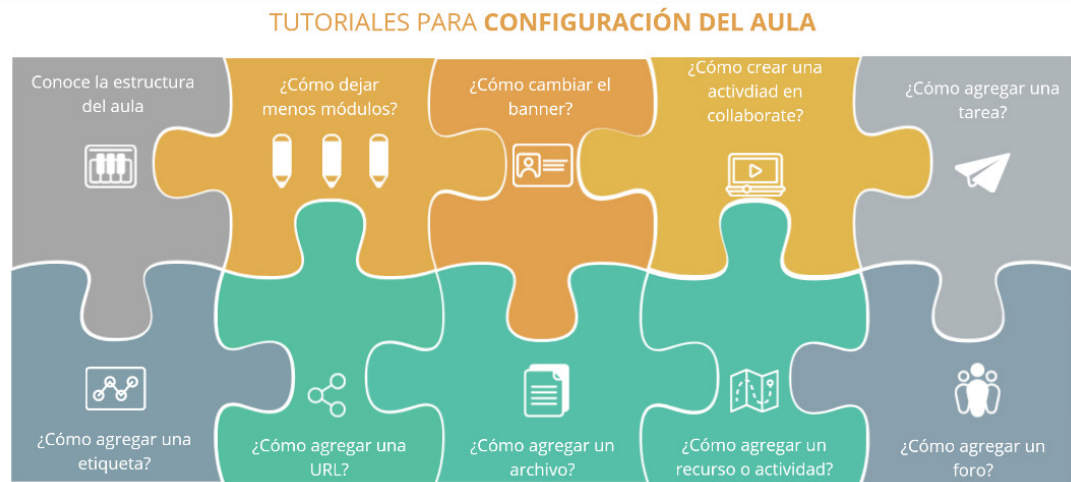 TUTORIALES PARA CONFIGURACIÓN DEL AULA
Conoce la estructura
del aula
¿Cómo dejar
menos módulos?
¿Cómo cambiar el
banner?
¿Cómo crear una
activdiad en
collaborate?
¿Cómo agregar una
tarea?
¿Cómo agregar una
etiqueta?
¿Cómo agregar una
URL?
¿Cómo agregar un
archivo?
¿Cómo agregar un
recurso o actividad?
¿Cómo agregar un
foro?